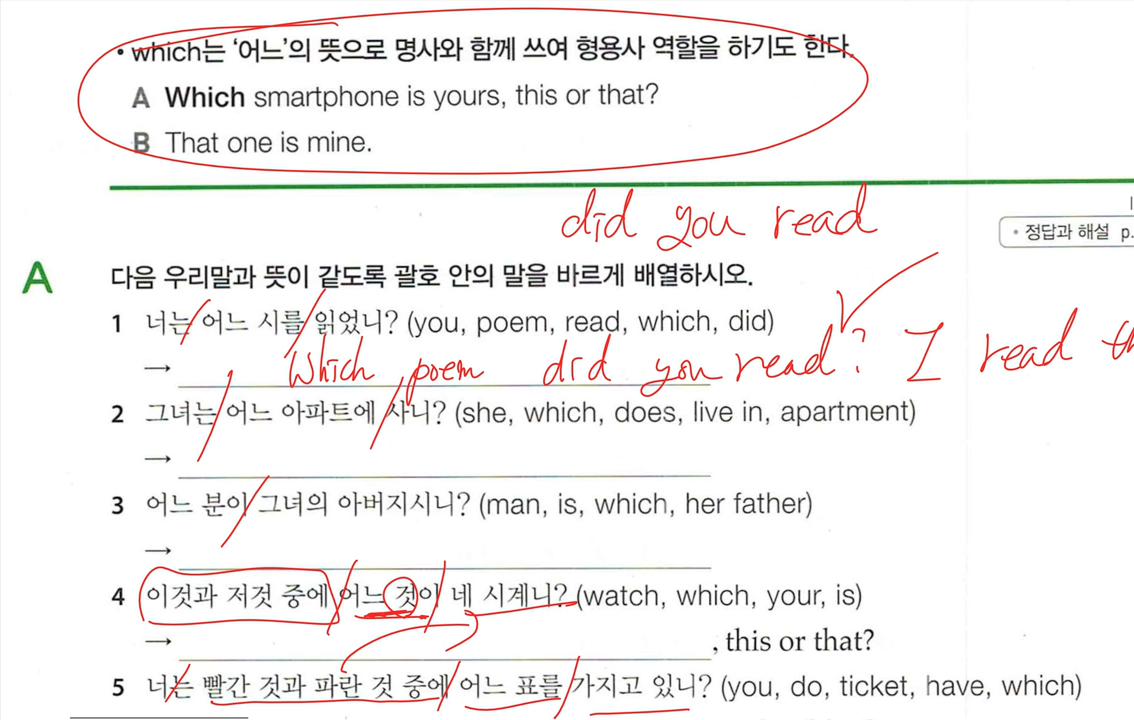 • which는 ‘어느’의 뜻으로 명사와 함께 쓰여 형용사 역할을 하기도 한다.
A Which smartphone is yours, this or that?
B That one is mine.
did you read
• 정답과 해설 p.
A 다음 우리말과 뜻이 같도록 괄호 안의 말을 바르게 배열하시오.
1 너는 어느 시를 읽었니? (you, poem, read, which, did)
→ Which poem did you read? I read th
2 그녀는 어느 아파트에 사니? (she, which, does, live in, apartment)
→
3 어느 분이 그녀의 아버지시니? (man, is, which, her father)
→
4 이것과 저것 중에 어느 것이 네 시계니? (watch, which, your, is)
→ , this or that?
5 너는 빨간 것과 파란 것 중에 어느 표를 가지고 있니? (you, do, ticket, have, which)